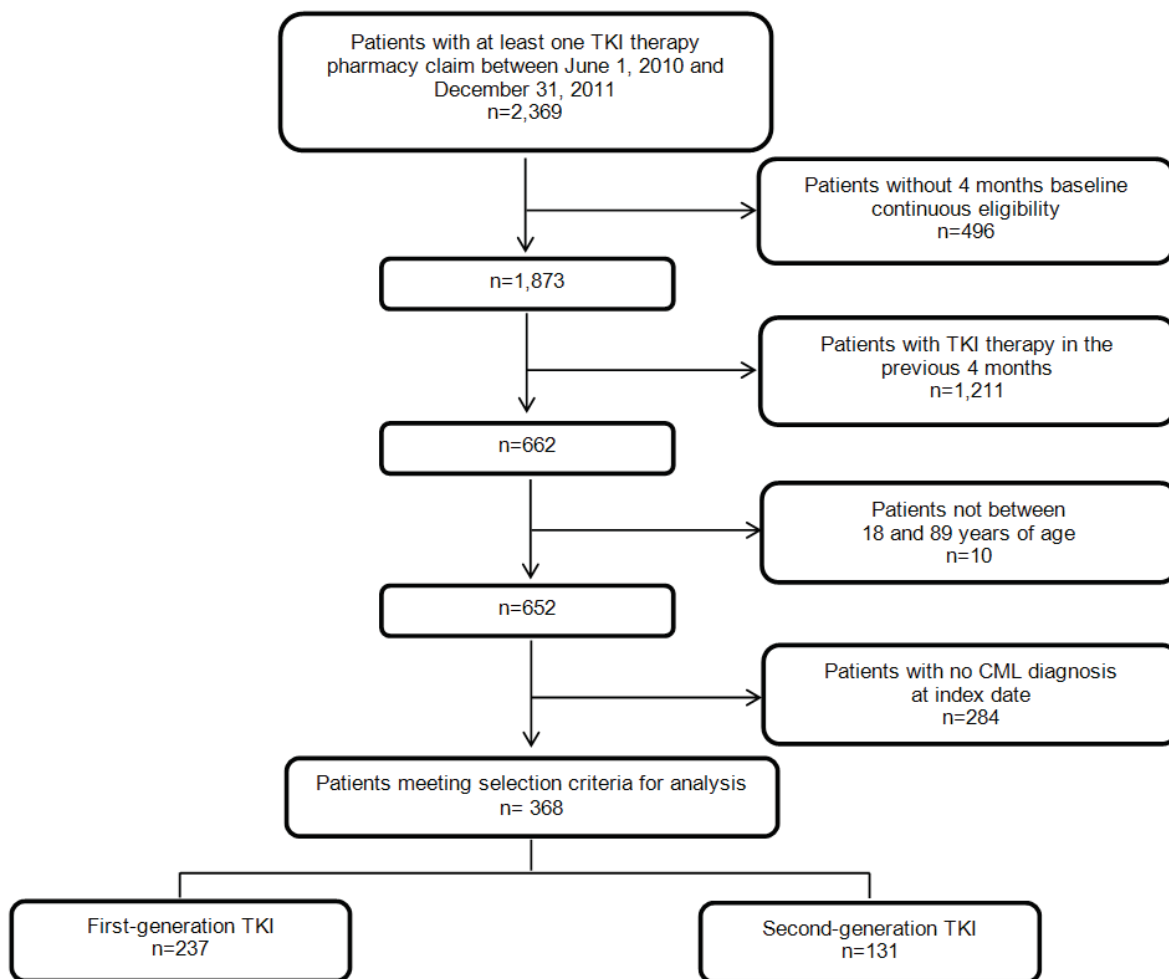 Patients with at least one TKI therapy
pharmacy claim between June 1, 2010 and
December 31, 2011
n=2,369
Patients without 4 months baseline
continuous eligibility
n=496
n=1,873
Patients with TKI therapy in the
previous 4 months
n=1,211
n=662
Patients not between
18 and 89 years of age
n=10
n=652
Patients with no CML diagnosis
at index date
n=284
Patients meeting selection criteria for analysis
n= 368
First-generation TKI
n=237
Second-generation TKI
n=131